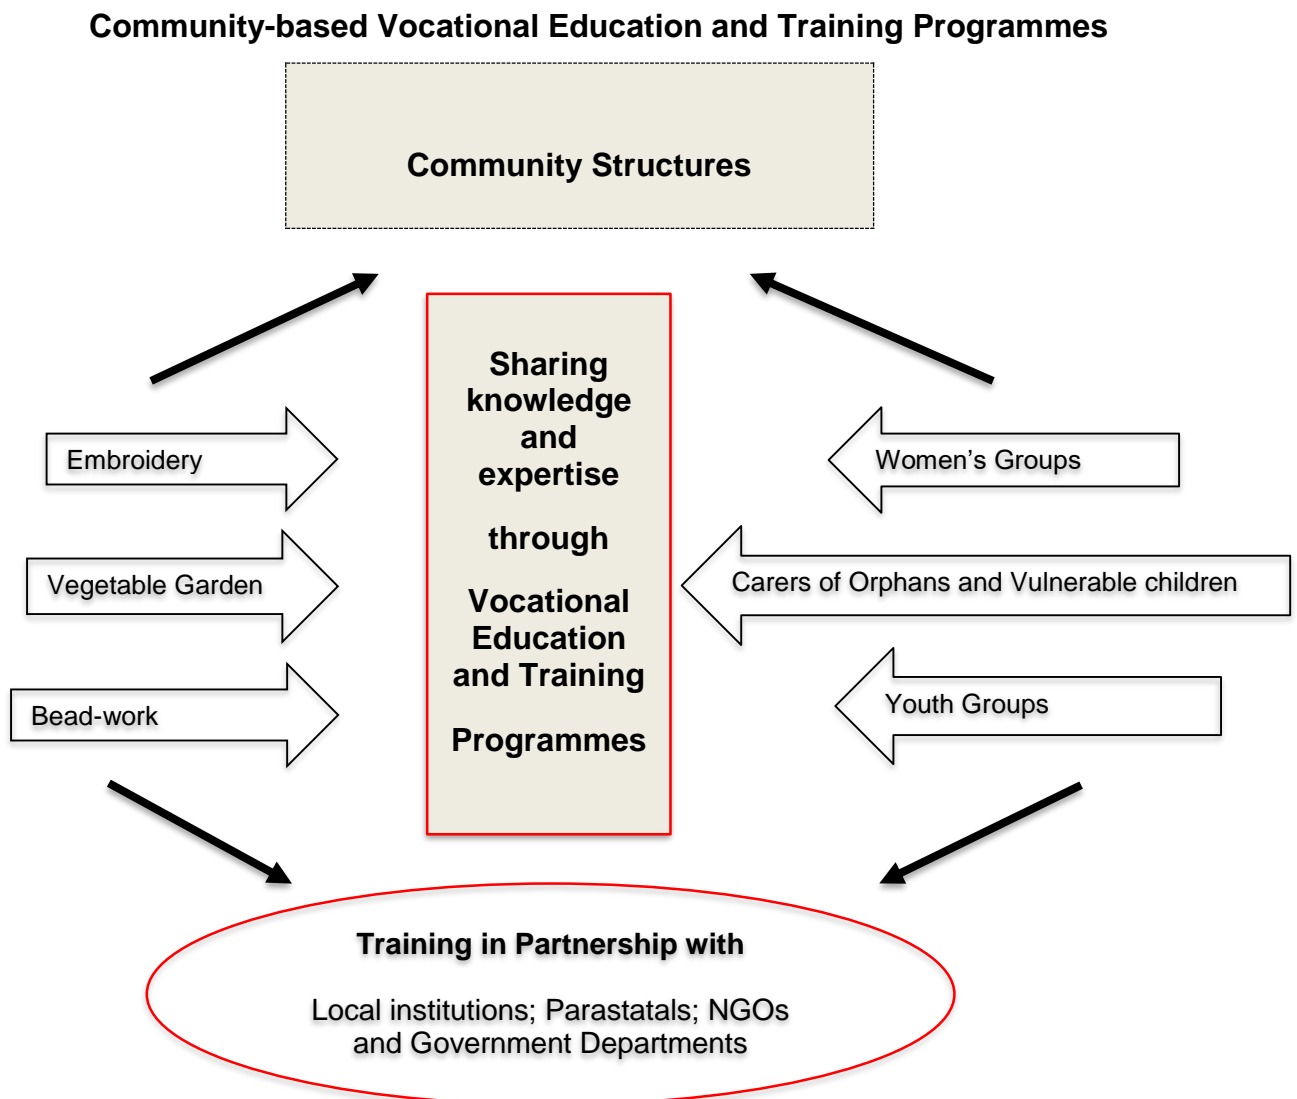 Community-based Vocational Education and Training Programmes
Community Structures
Sharing
knowledge
and
expertise
through
Vocational
Education
and Training
Programmes
Embroidery
Vegetable Garden
Bead-work
Women’s Groups
Carers of Orphans and Vulnerable children
Youth Groups
Training in Partnership with
Local institutions; Parastatals; NGOs
and Government Departments